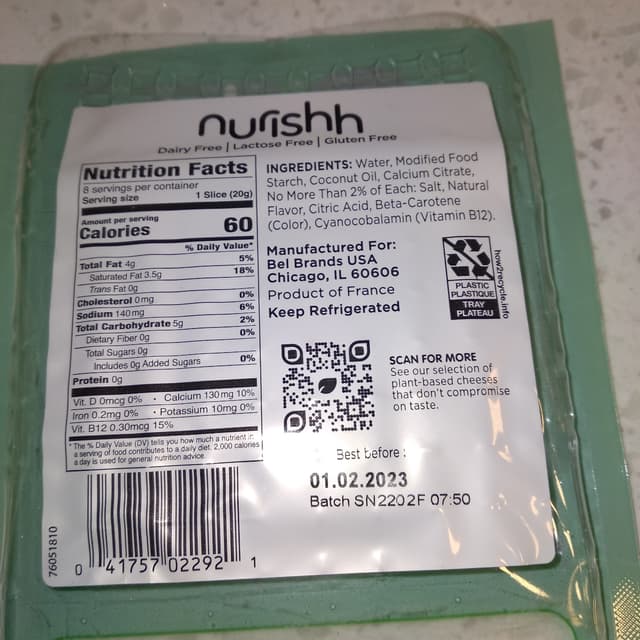 nurishh
Dairy Free | Lactose Free | Gluten Free
Nutrition Facts
8 servings per container
Serving size 1 Slice (20g)
Amount per serving
Calories 60
% Daily Value*
Total Fat 4g 5%
Saturated Fat 3.5g 18%
Trans Fat 0g
Cholesterol 0mg 0%
Sodium 140mg 6%
Total Carbohydrate 5g 2%
Dietary Fiber 0g 0%
Total Sugars 0g
Includes 0g Added Sugars 0%
Protein 0g
Vit. D 0mcg 0% • Calcium 130mg 10%
Iron 0.2mg 0% • Potassium 10mg 0%
Vit. B12 0.30mcg 15%
*The % Daily Value (DV) tells you how much a nutrient in
a serving of food contributes to a daily diet. 2,000 calories
a day is used for general nutrition advice.
INGREDIENTS: Water, Modified Food
Starch, Coconut Oil, Calcium Citrate,
No More Than 2% of Each: Salt, Natural
Flavor, Citric Acid, Beta-Carotene
(Color), Cyanocobalamin (Vitamin B12).
Manufactured For:
Bel Brands USA
Chicago, IL 60606
Product of France
Keep Refrigerated
PLASTIC
PLASTIQUE
TRAY
PLATEAU
how2recycle.info
SCAN FOR MORE
See our selection of
plant-based cheeses
that don't compromise
on taste.
Best before :
01.02.2023
Batch SN2202F 07:50
76051810
0 41757 02292 1